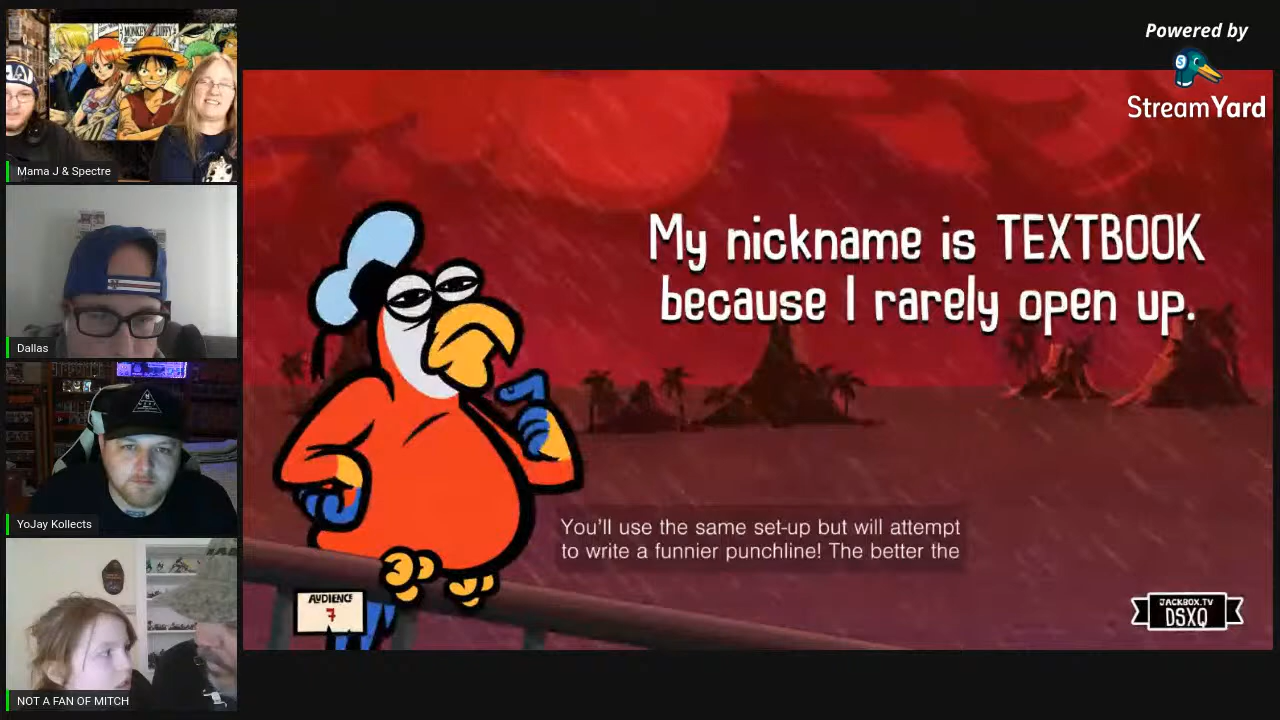 Powered by
StreamYard
MONKEY D. LUFFY
Mama J & Spectre
Dallas
YoJay Kollects
NOT A FAN OF MITCH
My nickname is TEXTBOOK
because I rarely open up.
You'll use the same set-up but will attempt
to write a funnier punchline! The better the
AUDIENCE
7
JACKBOX.TV
DSXQ